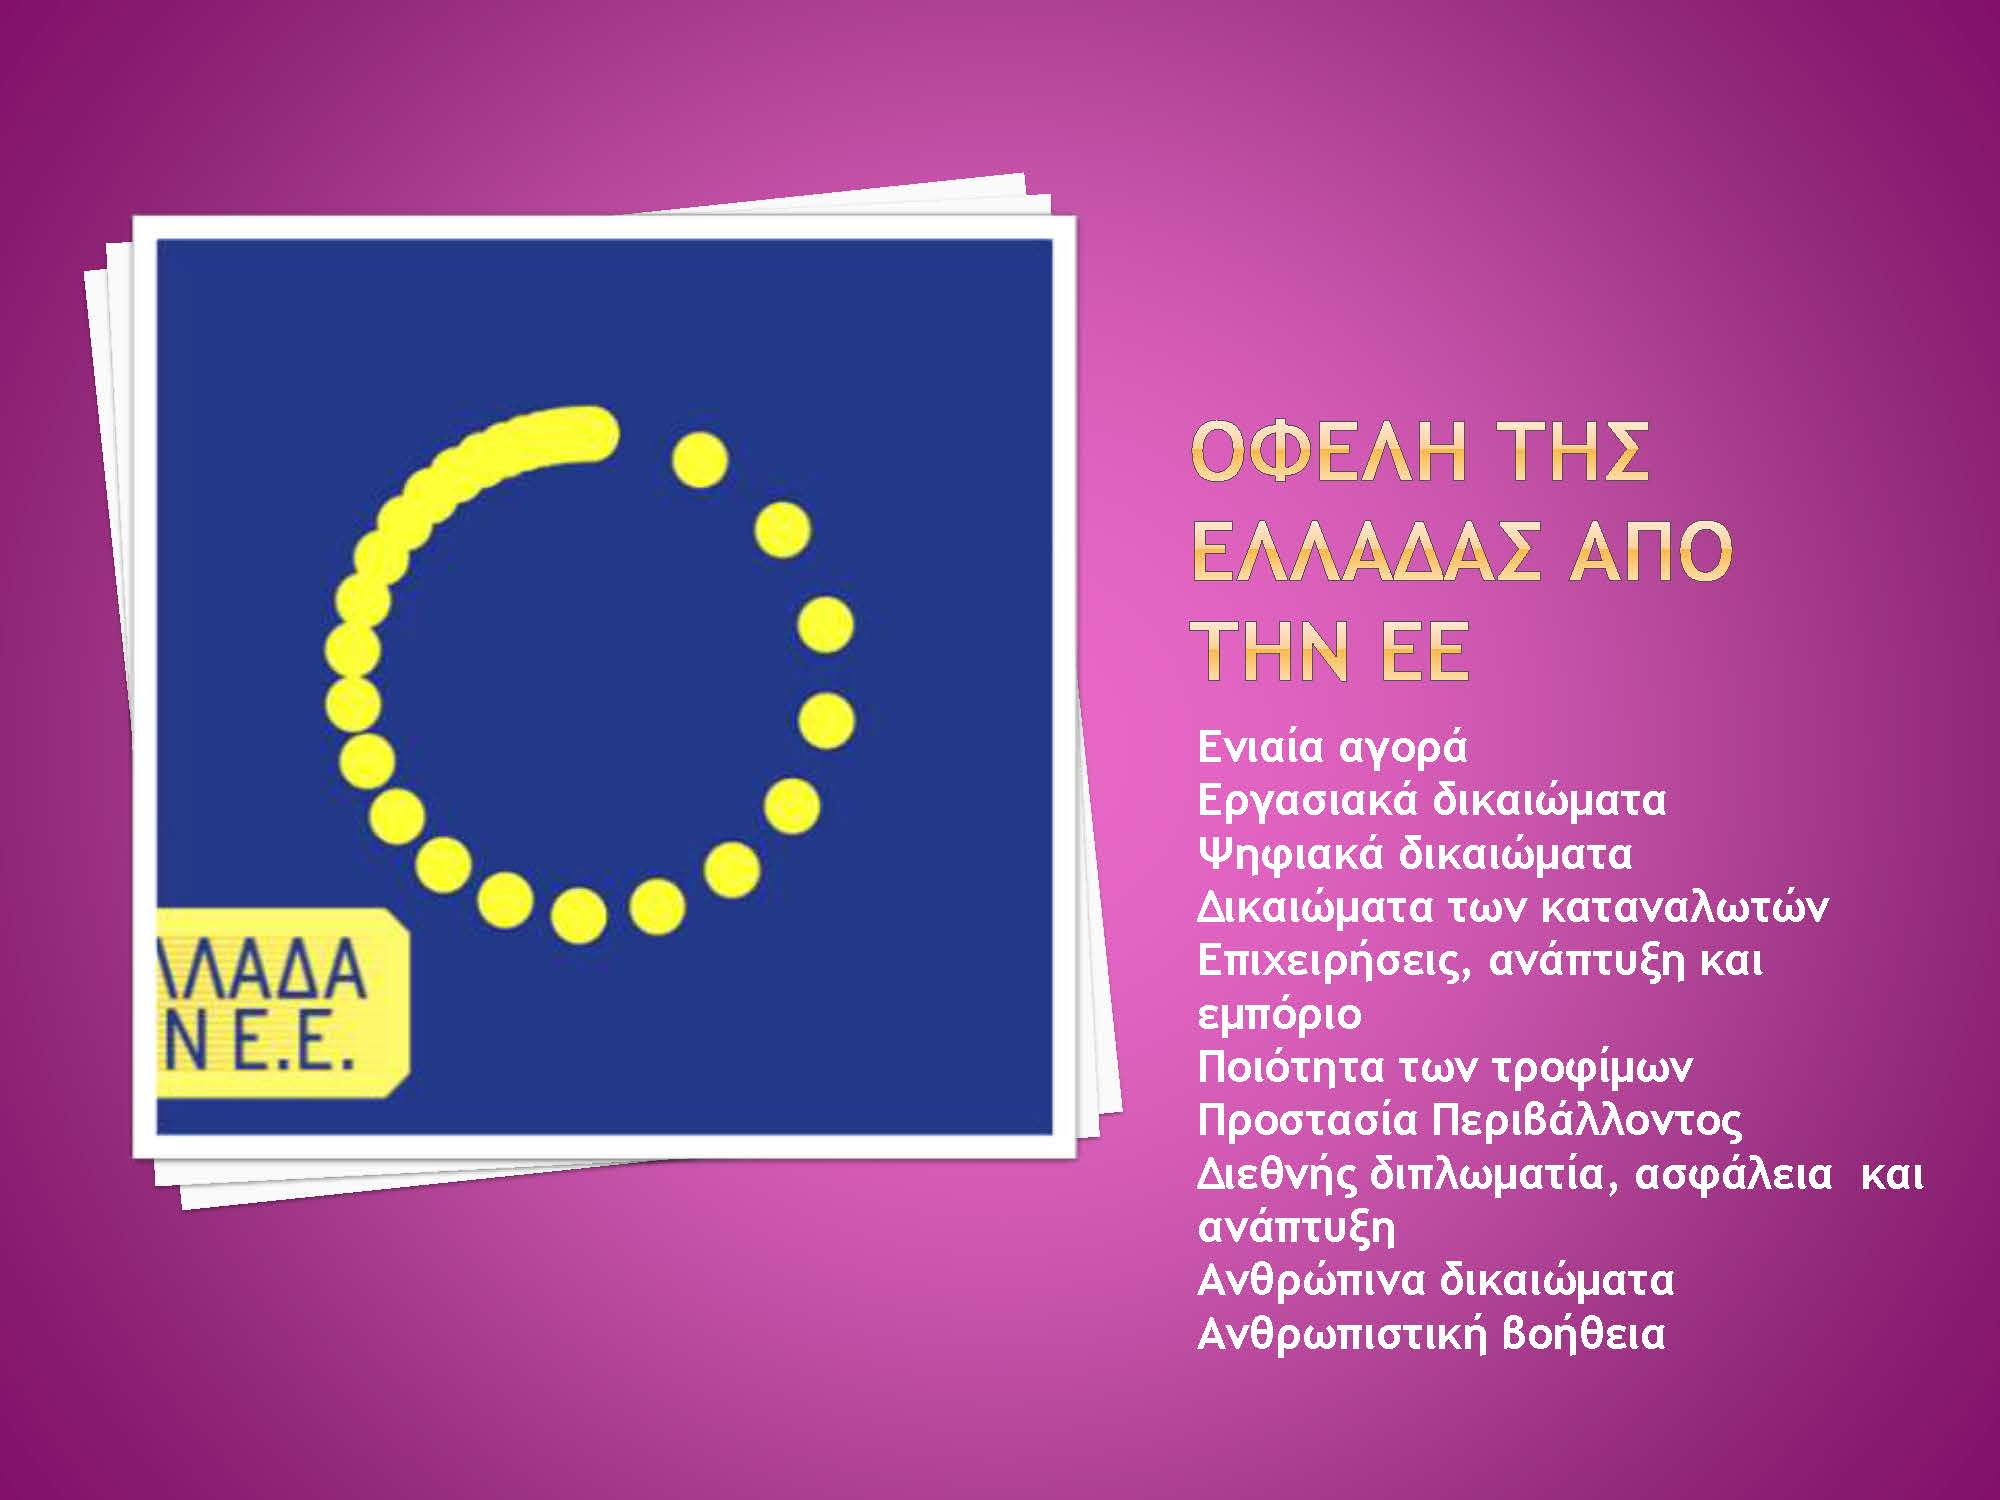 ΛΛΑΔΑ
Ν Ε.Ε.
ΟΦΕΛΗ ΤΗΣ
ΕΛΛΑΔΑΣ ΑΠΟ
ΤΗΝ ΕΕ
Ενιαία αγορά
Εργασιακά δικαιώματα
Ψηφιακά δικαιώματα
Δικαιώματα των καταναλωτών
Επιχειρήσεις, ανάπτυξη και
εμπόριο
Ποιότητα των τροφίμων
Προστασία Περιβάλλοντος
Διεθνής διπλωματία, ασφάλεια  και
ανάπτυξη
Ανθρώπινα δικαιώματα
Ανθρωπιστική βοήθεια